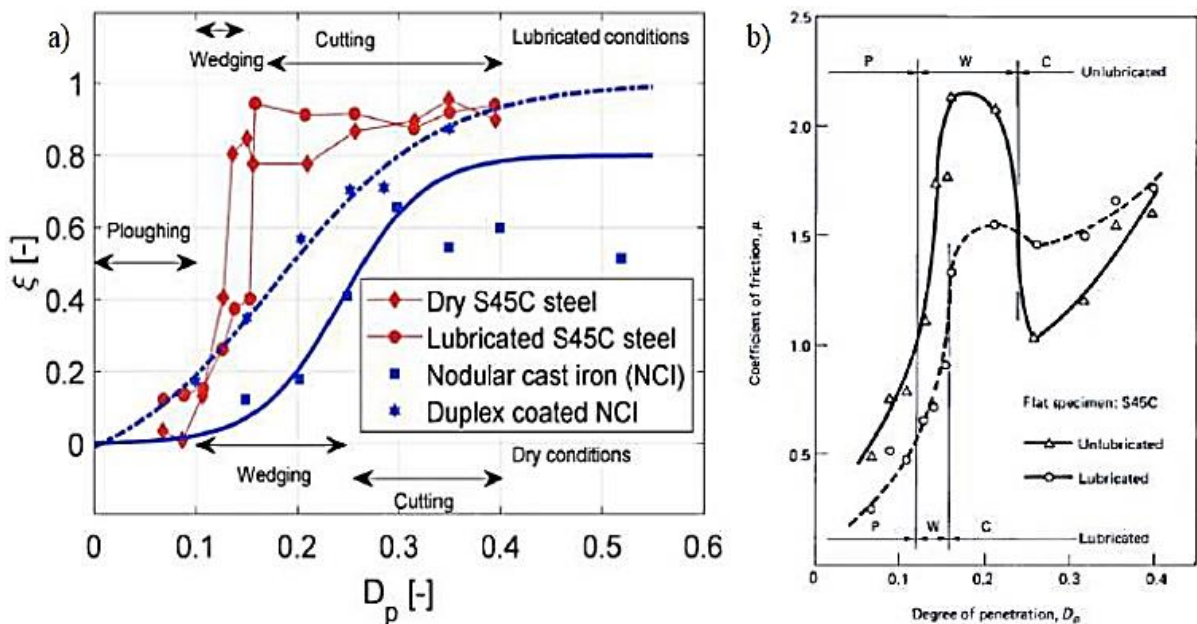 a)
Wedging
Cutting
Lubricated conditions
1
0.8
0.6
0.4
0.2
0
ξ [-]
Ploughing
Dry S45C steel
Lubricated S45C steel
Nodular cast iron (NCI)
Duplex coated NCI
Wedging
Dry conditions
Cutting
0 0.1 0.2 0.3 0.4 0.5 0.6
D_p [-]
b)
2.5
2.0
1.5
1.0
0.5
Coefficient of friction, μ
P W C Unlubricated
Flat specimen: S45C
Unlubricated
Lubricated
P W C Lubricated
0 0.1 0.2 0.3 0.4
Degree of penetration, D_p